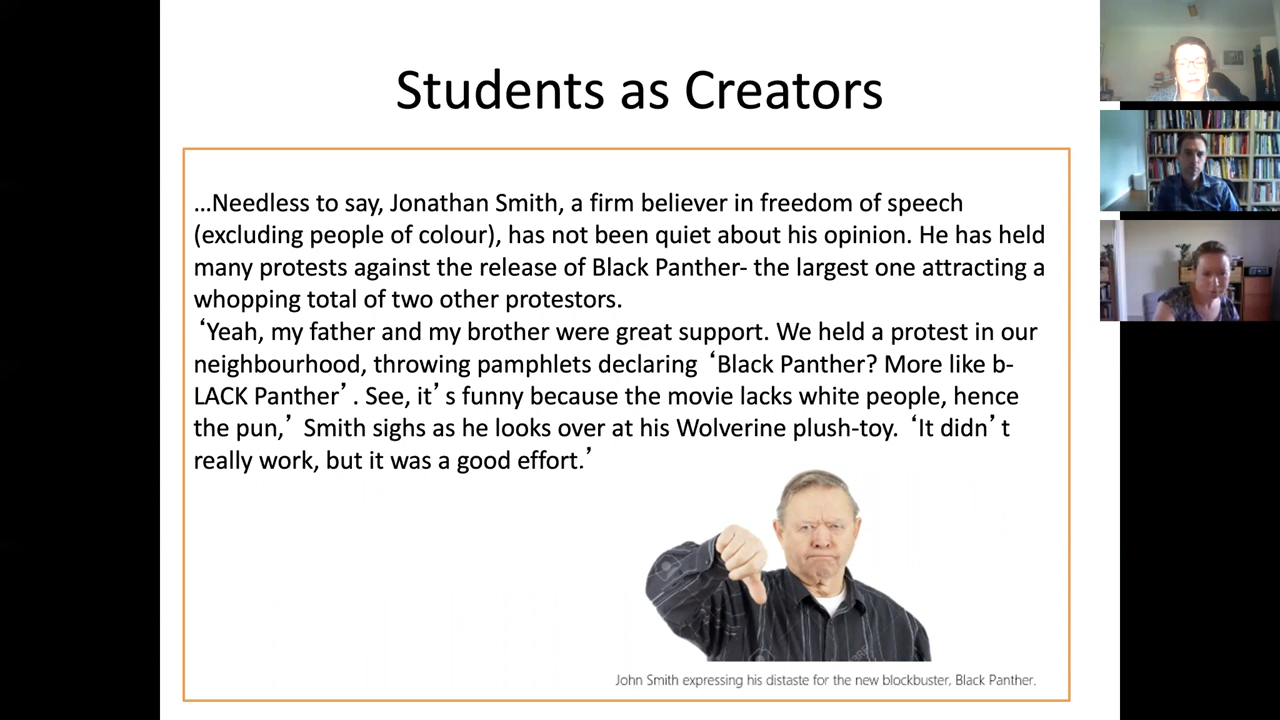 Students as Creators
…Needless to say, Jonathan Smith, a firm believer in freedom of speech
(excluding people of colour), has not been quiet about his opinion. He has held
many protests against the release of Black Panther- the largest one attracting a
whopping total of two other protestors.
‘Yeah, my father and my brother were great support. We held a protest in our
neighbourhood, throwing pamphlets declaring ‘Black Panther? More like b-
LACK Panther’. See, it’s funny because the movie lacks white people, hence
the pun,’ Smith sighs as he looks over at his Wolverine plush-toy. ‘It didn’t
really work, but it was a good effort.’
John Smith expressing his distaste for the new blockbuster, Black Panther.